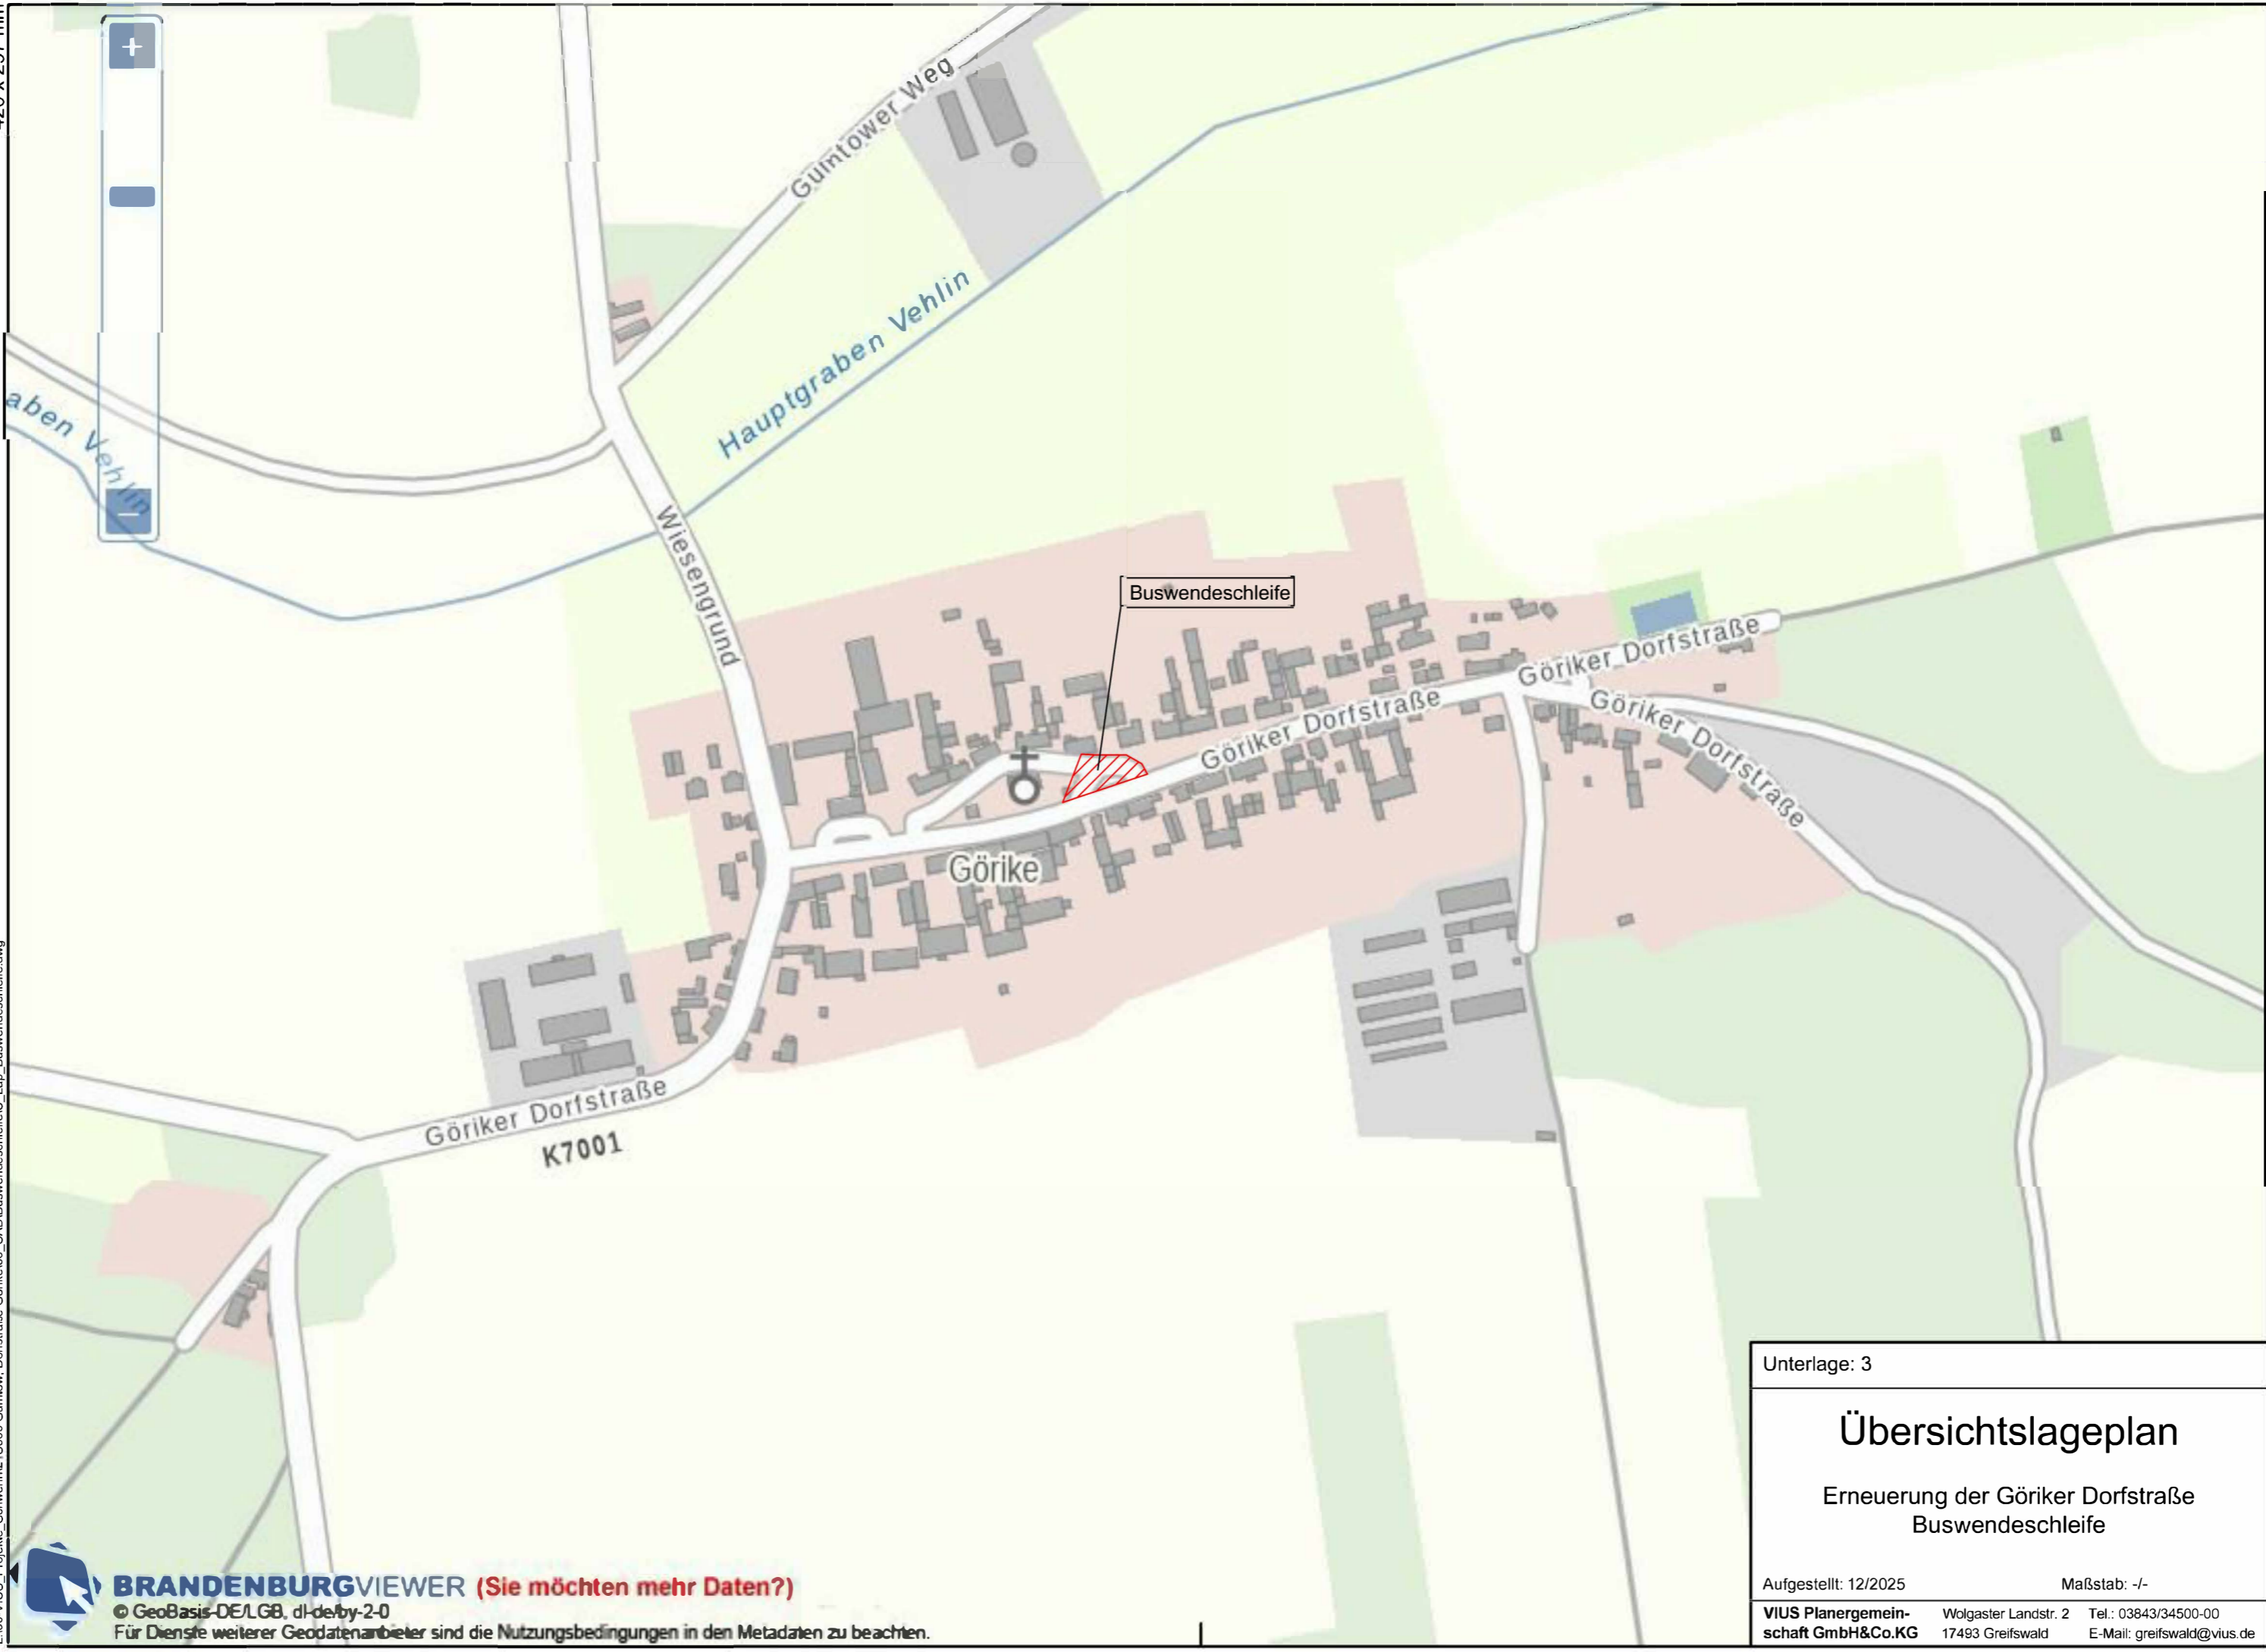 +
Gumtower Weg
Hauptgraben Vehlin
aben Vehlin
–
Wiesengrund
Buswendeschleife
Göriker Dorfstraße
Göriker Dorfstraße
Göriker Dorfstraße
Görike
Göriker Dorfstraße
K7001
Unterlage: 3
Übersichtslageplan
Erneuerung der Göriker Dorfstraße
Buswendeschleife
Aufgestellt: 12/2025 Maßstab: -/-
VIUS Planergemein- Wolgaster Landstr. 2 Tel.: 03843/34500-00
schaft GmbH&Co.KG 17493 Greifswald E-Mail: greifswald@vius.de
BRANDENBURGVIEWER (Sie möchten mehr Daten?)
© GeoBasis-DE/LGB, dl-de/by-2-0
Für Dienste weiterer Geodatenanbieter sind die Nutzungsbedingungen in den Metadaten zu beachten.